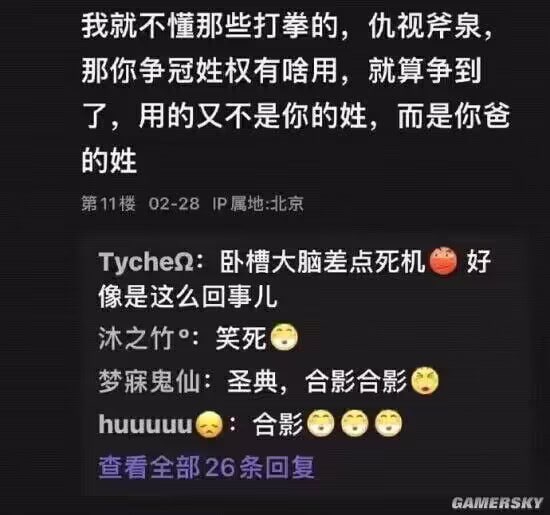 我就不懂那些打拳的，仇视斧泉，
那你争冠姓权有啥用，就算争到
了，用的又不是你的姓，而是你爸
的姓
第11楼 02-28 IP属地:北京
TycheΩ：卧槽大脑差点死机 好
像是这么回事儿
沐之竹º：笑死
梦寐鬼仙：圣典，合影合影
huuuuu😞：合影
查看全部26条回复
GAMERSKY